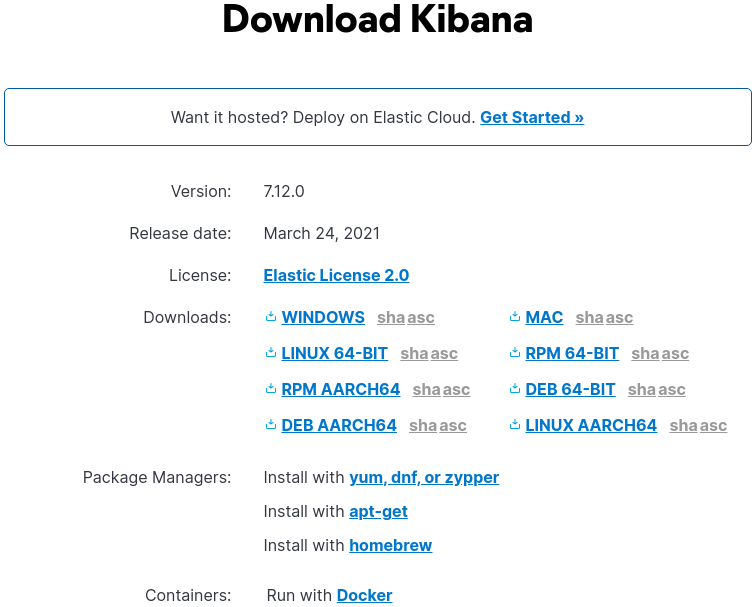 Download Kibana
Want it hosted? Deploy on Elastic Cloud. Get Started »
Version: 7.12.0
Release date: March 24, 2021
License: Elastic License 2.0
Downloads: WINDOWS sha asc MAC sha asc
LINUX 64-BIT sha asc RPM 64-BIT sha asc
RPM AARCH64 sha asc DEB 64-BIT sha asc
DEB AARCH64 sha asc LINUX AARCH64 sha asc
Package Managers: Install with yum, dnf, or zypper
Install with apt-get
Install with homebrew
Containers: Run with Docker